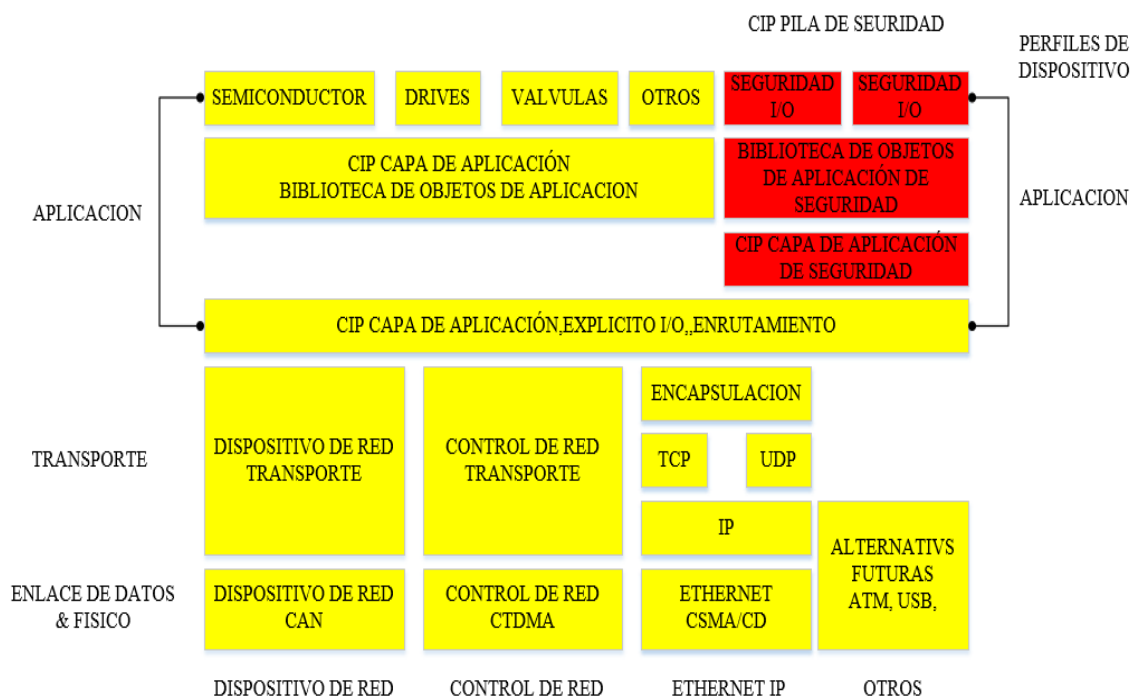 CIP PILA DE SEURIDAD
PERFILES DE
DISPOSITIVO
SEMICONDUCTOR
DRIVES
VALVULAS
OTROS
SEGURIDAD
I/O
SEGURIDAD
I/O
CIP CAPA DE APLICACIÓN
BIBLIOTECA DE OBJETOS DE APLICACION
BIBLIOTECA DE OBJETOS
DE APLICACIÓN DE
SEGURIDAD
APLICACION
APLICACION
CIP CAPA DE APLICACIÓN
DE SEGURIDAD
CIP CAPA DE APLICACIÓN,EXPLICITO I/O,,ENRUTAMIENTO
TRANSPORTE
DISPOSITIVO DE RED
TRANSPORTE
CONTROL DE RED
TRANSPORTE
ENCAPSULACION
TCP
UDP
IP
ALTERNATIVS
FUTURAS
ATM, USB,
ENLACE DE DATOS
& FISICO
DISPOSITIVO DE RED
CAN
CONTROL DE RED
CTDMA
ETHERNET
CSMA/CD
DISPOSITIVO DE RED
CONTROL DE RED
ETHERNET IP
OTROS